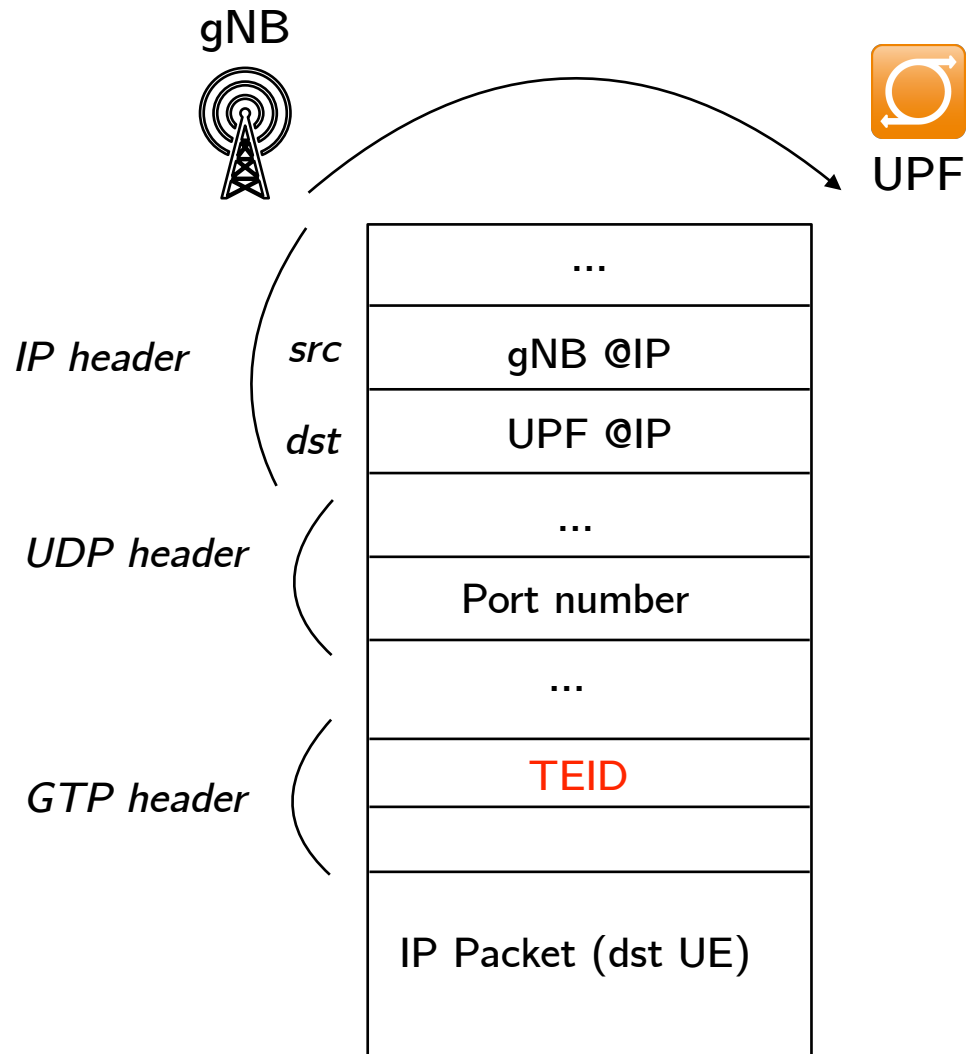 gNB
UPF
...
IP header
src
gNB @IP
dst
UPF @IP
...
UDP header
Port number
...
TEID
GTP header
IP Packet (dst UE)